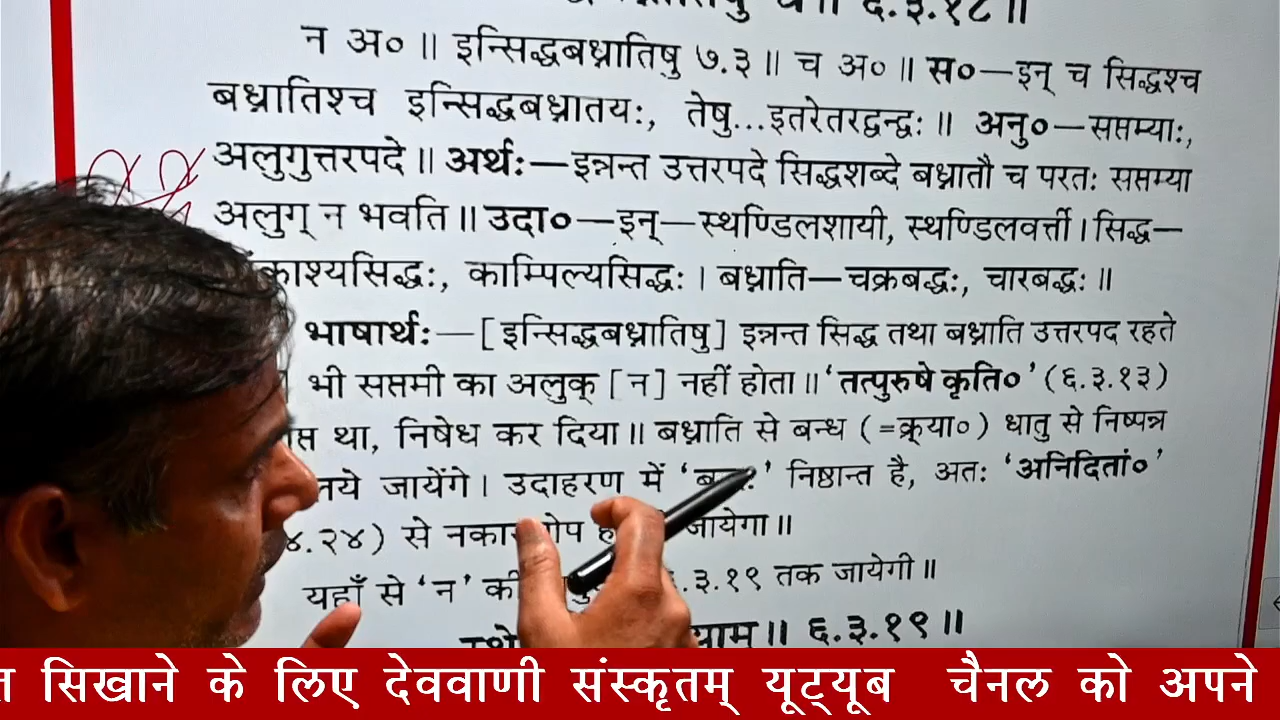 ६.३.१८॥
न अ० ॥ इन्सिद्धबध्नातिषु ७.३ ॥ च अ० ॥ स०—इन् च सिद्धश्च
बध्नातिश्च इन्सिद्धबध्नातयः, तेषु...इतरेतरद्वन्द्वः ॥ अनु०—सप्तम्याः,
अलुगुत्तरपदे ॥ अर्थः—इन्नन्त उत्तरपदे सिद्धशब्दे बध्नातौ च परतः सप्तम्या
अलुग् न भवति ॥ उदा०—इन्—स्थण्डिलशायी, स्थण्डिलवर्त्ती । सिद्ध—
काश्यसिद्धः, काम्पिल्यसिद्धः । बध्नाति—चक्रबद्धः, चारबद्धः ॥
भाषार्थः—[इन्सिद्धबध्नातिषु] इन्नन्त सिद्ध तथा बध्नाति उत्तरपद रहते
भी सप्तमी का अलुक् [न] नहीं होता ॥ ‘तत्पुरुषे कृति०’ (६.३.१३)
था, निषेध कर दिया ॥ बध्नाति से बन्ध (=क्र्या०) धातु से निष्पन्न
जायेंगे । उदाहरण में निष्ठान्त है, अतः ‘अनिदितां०’
४.२४) से जायेगा ॥
यहाँ से ‘न’ की .३.१९ तक जायेगी ॥
याम् ॥ ६.३.१९ ॥
सिखाने के लिए देववाणी संस्कृतम् यूट्यूब चैनल को अपने